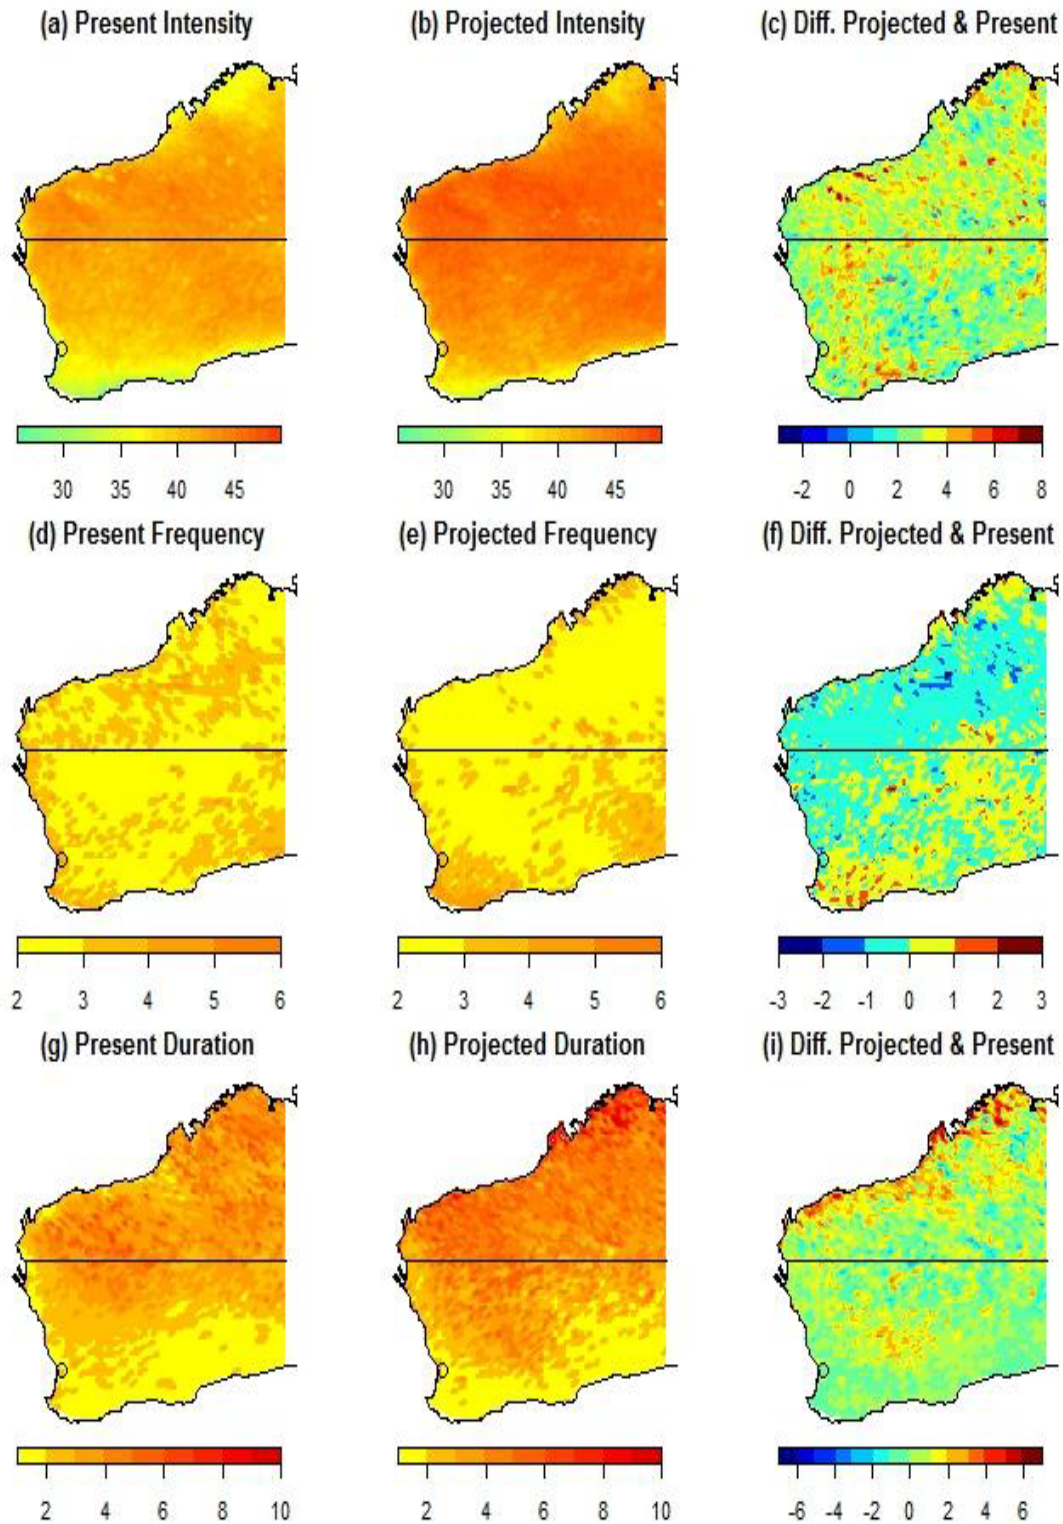 (a) Present Intensity
(b) Projected Intensity
(c) Diff. Projected & Present
30 35 40 45
30 35 40 45
-2 0 2 4 6 8
(d) Present Frequency
(e) Projected Frequency
(f) Diff. Projected & Present
2 3 4 5 6
2 3 4 5 6
-3 -2 -1 0 1 2 3
(g) Present Duration
(h) Projected Duration
(i) Diff. Projected & Present
2 4 6 8 10
2 4 6 8 10
-6 -4 -2 0 2 4 6